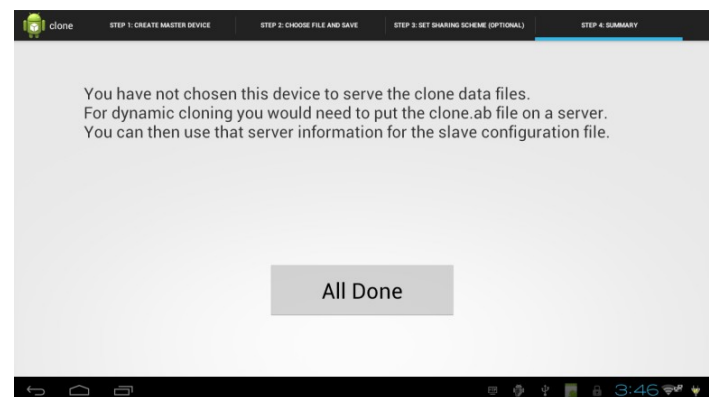 clone
STEP 1: CREATE MASTER DEVICE
STEP 2: CHOOSE FILE AND SAVE
STEP 3: SET SHARING SCHEME (OPTIONAL)
STEP 4: SUMMARY
You have not chosen this device to serve the clone data files.
For dynamic cloning you would need to put the clone.ab file on a server.
You can then use that server information for the slave configuration file.
All Done
3:46